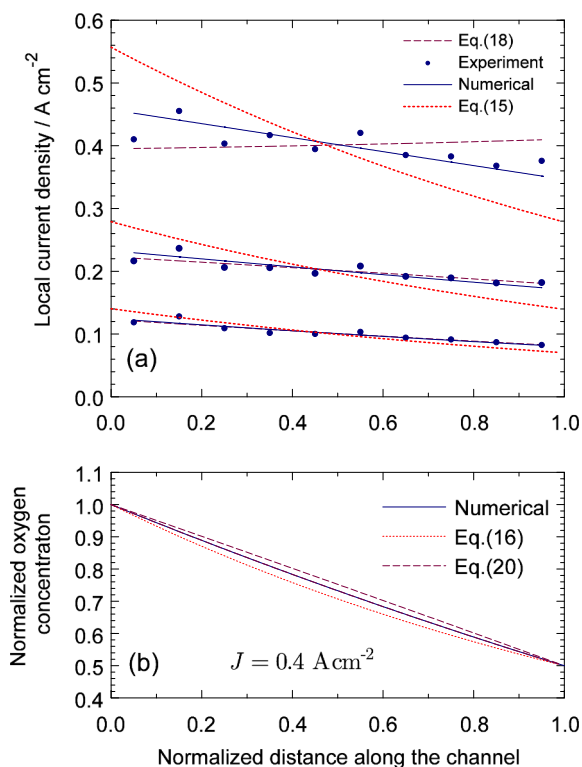 0.6
0.5
0.4
0.3
0.2
0.1
0.0
Local current density / A cm-2
Eq.(18)
Experiment
Numerical
Eq.(15)
(a)
0.0 0.2 0.4 0.6 0.8 1.0
1.1
1.0
0.9
0.8
0.7
0.6
0.5
0.4
Normalized oxygen
concentraton
Numerical
Eq.(16)
Eq.(20)
(b)
J = 0.4 Acm-2
0.0 0.2 0.4 0.6 0.8 1.0
Normalized distance along the channel